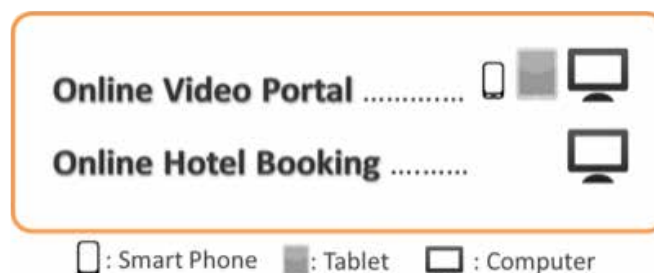 Online Video Portal .............
Online Hotel Booking ..........
: Smart Phone : Tablet : Computer